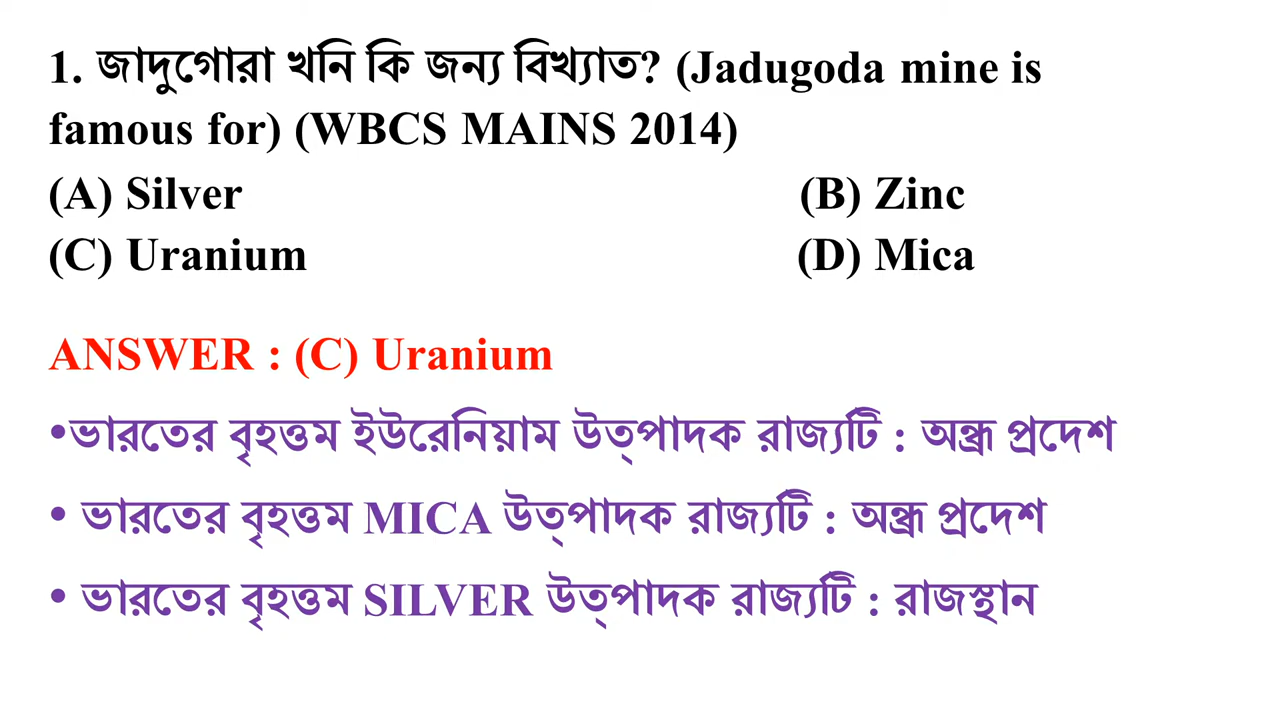 1. জাদুগোরা খনি কি জন্য বিখ্যাত? (Jadugoda mine is
famous for) (WBCS MAINS 2014)
(A) Silver (B) Zinc
(C) Uranium (D) Mica
ANSWER : (C) Uranium
•ভারতের বৃহত্তম ইউরেনিয়াম উত্পাদক রাজ্যটি : অন্ধ্র প্রদেশ
• ভারতের বৃহত্তম MICA উত্পাদক রাজ্যটি : অন্ধ্র প্রদেশ
• ভারতের বৃহত্তম SILVER উত্পাদক রাজ্যটি : রাজস্থান